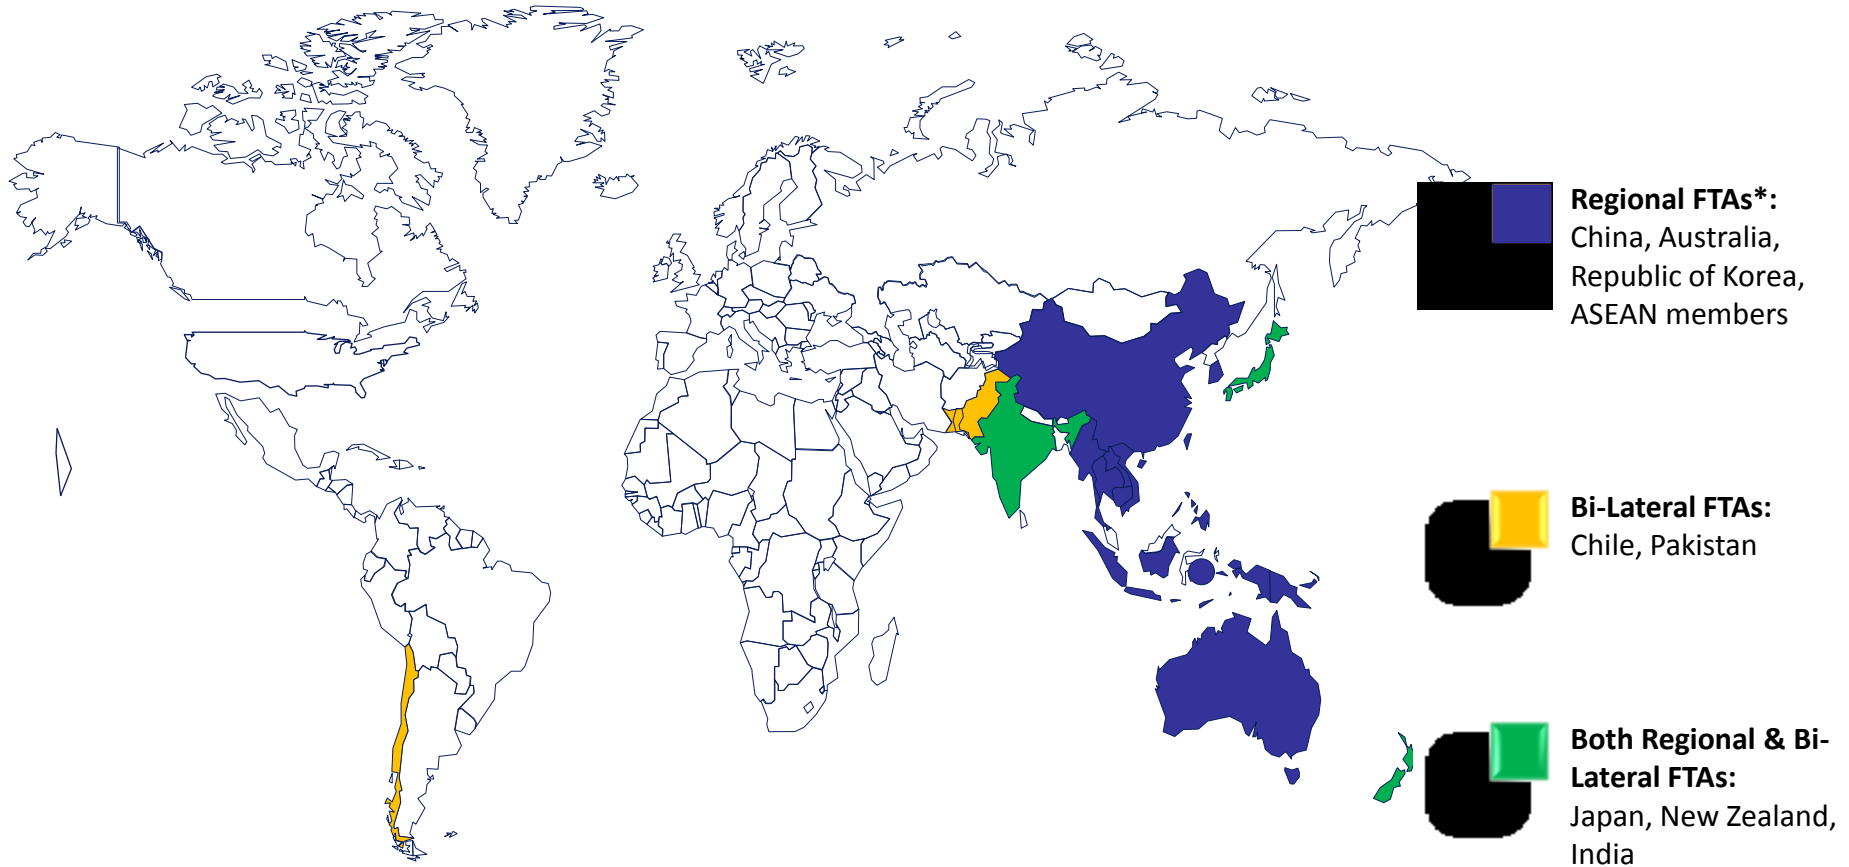 Regional FTAs*:
China, Australia,
Republic of Korea,
ASEAN members
Bi-Lateral FTAs:
Chile, Pakistan
Both Regional & Bi-
Lateral FTAs:
Japan, New Zealand,
India